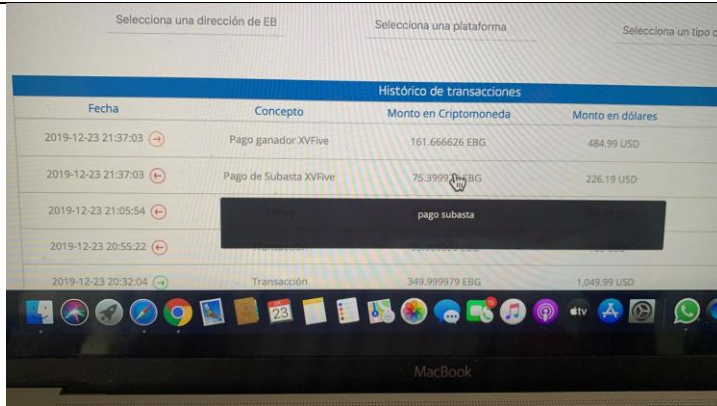 Selecciona una dirección de EB
Selecciona una plataforma
Selecciona un tipo
Histórico de transacciones
Fecha Concepto Monto en Criptomoneda Monto en dólares
2019-12-23 21:37:03 Pago ganador XVFive 161.666626 EBG 484.99 USD
2019-12-23 21:37:03 Pago de Subasta XVFive 75.3999 EBG 226.19 USD
2019-12-23 21:05:54 pago subasta
2019-12-23 20:55:22
2019-12-23 20:32:04 Transacción 349.999979 EBG 1,049.99 USD
23
tv
MacBook